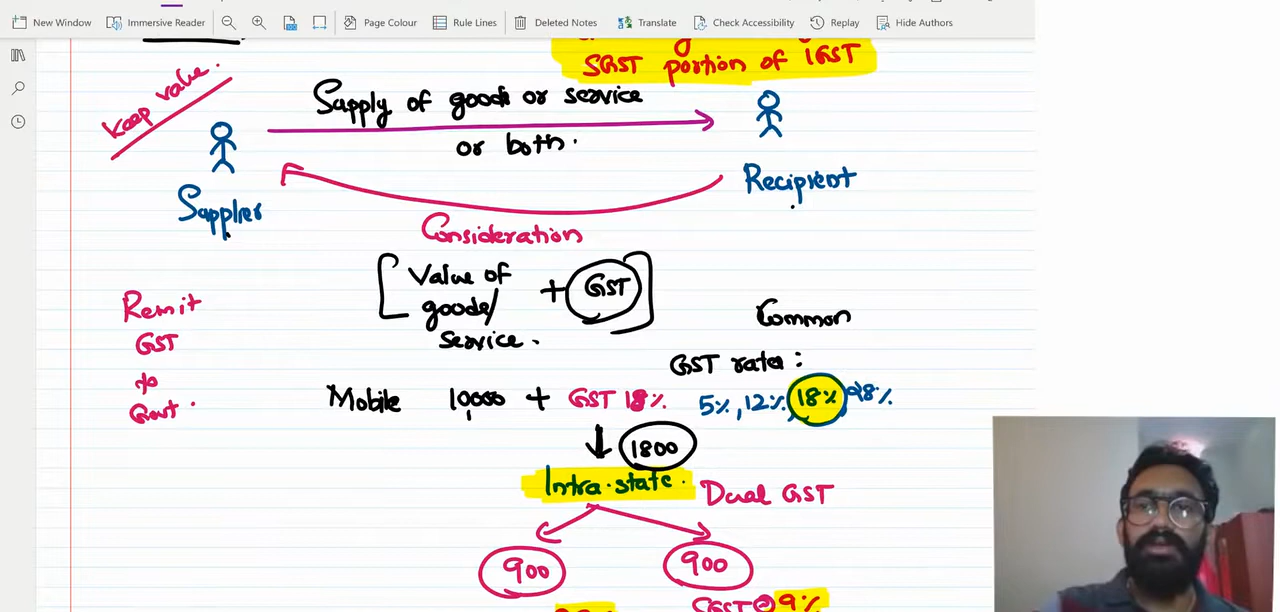 New Window Immersive Reader Page Colour Rule Lines Deleted Notes Translate Check Accessibility Replay Hide Authors
SGST portion of IGST
Keep value.
Supply of goods or service
or both.
Supplier
Recipient
Consideration
Value of
goods/
service.
+ GST
Remit
GST
to
Govt.
Common
GST rates:
5%, 12%, 18%, 28%
Mobile 10,000 + GST 18%
1800
Intra-state.
Dual GST
900
900
SGST @ 9%